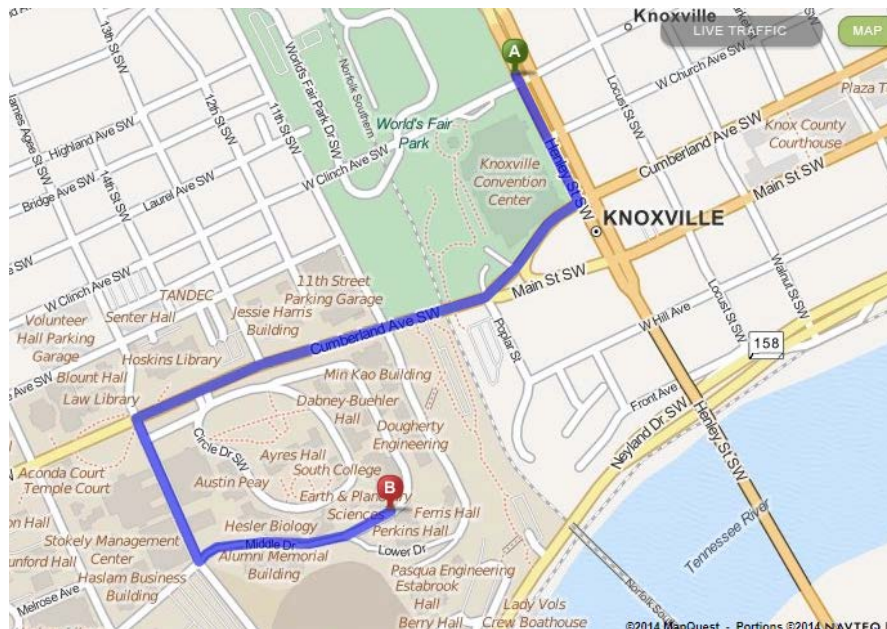 Knoxville
LIVE TRAFFIC
MAP
A
13th St SW
12th St SW
11th St SW
14th St SW
James Agee St SW
World's Fair Park Dr SW
Norfolk Southern
W Church Ave SW
Locust St SW
Plaza T
Highland Ave SW
World's Fair
Park
Knoxville
Convention
Center
Henley St SW
Cumberland Ave SW
Knox County
Courthouse
Main St SW
Bridge Ave SW
Laurel Ave SW
W Clinch Ave SW
KNOXVILLE
W Clinch Ave SW
TANDEC
Senter Hall
11th Street
Parking Garage
Jessie Harris
Building
Main St SW
Poplar St
W Hill Ave
Locust St SW
Walnut St SW
158
Volunteer
Hall Parking
Garage
Hoskins Library
Cumberland Ave SW
Blount Hall
Law Library
Min Kao Building
Dabney-Buehler
Hall
Dougherty
Engineering
Front Ave
Neyland Dr SW
Henley St SW
Circle Dr SW
Ayres Hall
South College
Austin Peay
Aconda Court
Temple Court
B
Earth & Planetary
Sciences
Ferris Hall
Perkins Hall
Hesler Biology
Middle Dr
Lower Dr
Alumni Memorial
Building
Stokely Management
Center
Haslam Business
Building
Melrose Ave
Pasqua Engineering
Estabrook
Hall
Berry Hall
Lady Vols
Crew Boathouse
Tennessee River
©2014 MapQuest - Portions ©2014 NAVTEQ